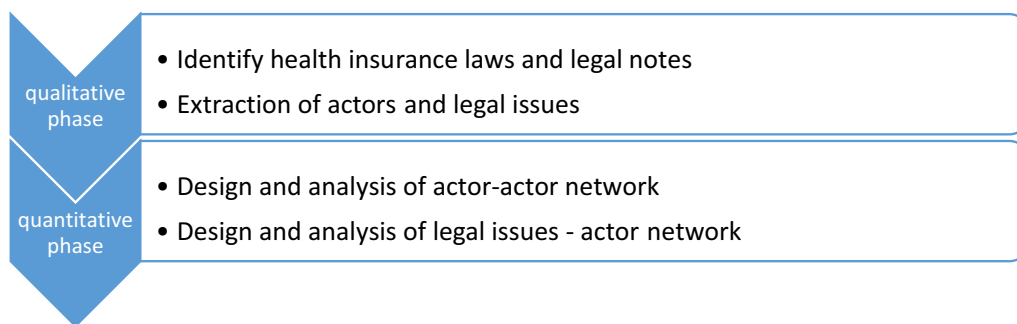 qualitative
phase
• Identify health insurance laws and legal notes
• Extraction of actors and legal issues
quantitative
phase
• Design and analysis of actor-actor network
• Design and analysis of legal issues - actor network